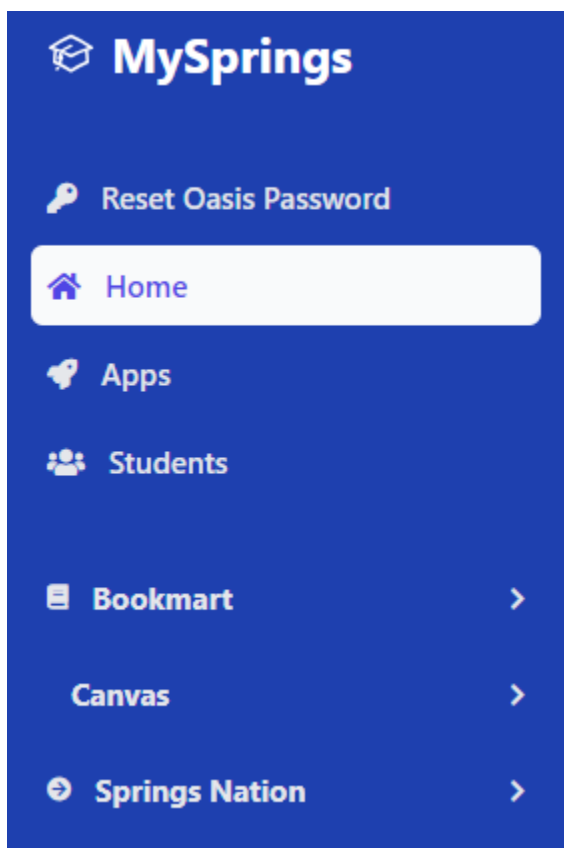 MySprings
Reset Oasis Password
Home
Apps
Students
Bookmart
Canvas
Springs Nation